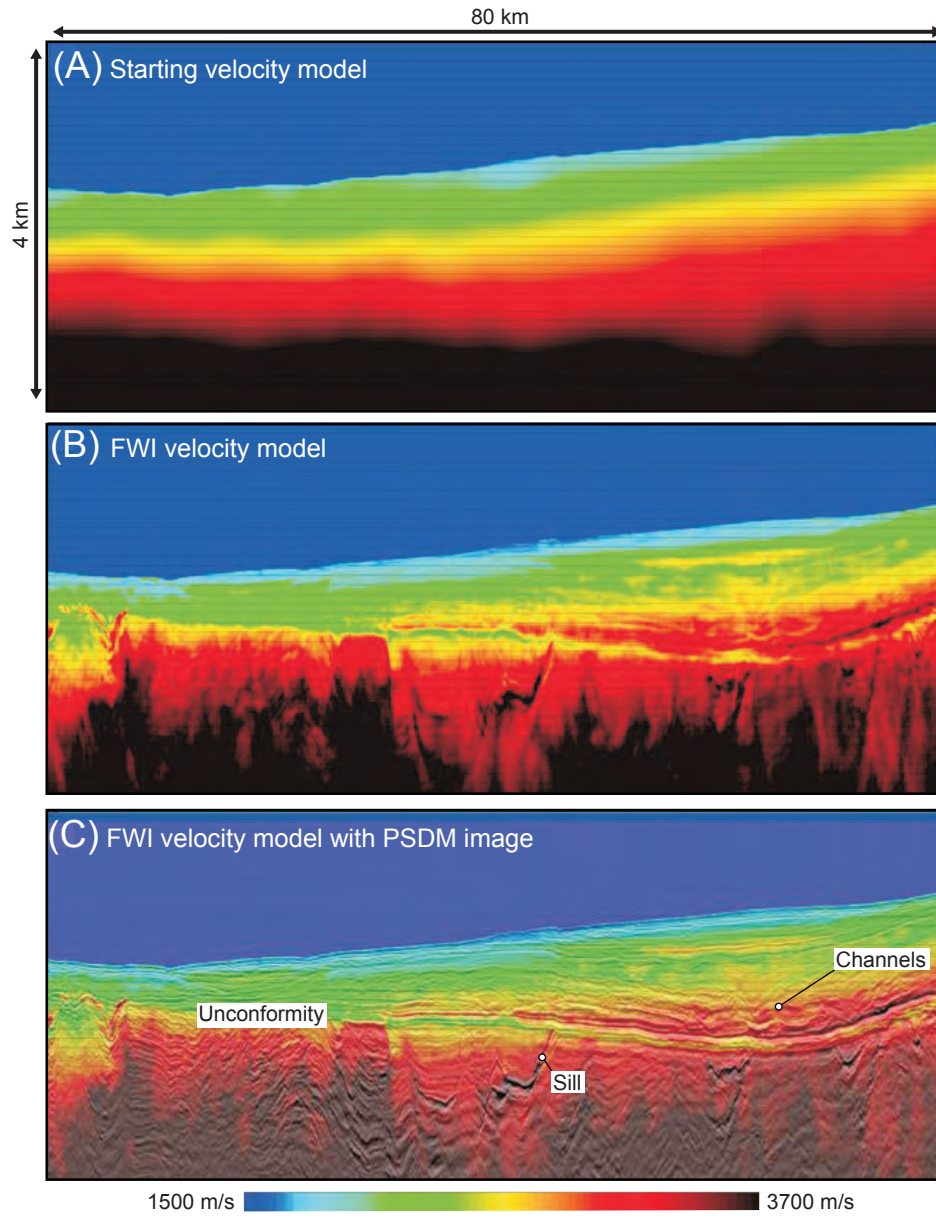 80 km
4 km
(A) Starting velocity model
(B) FWI velocity model
(C) FWI velocity model with PSDM image
Channels
Unconformity
Sill
1500 m/s
3700 m/s